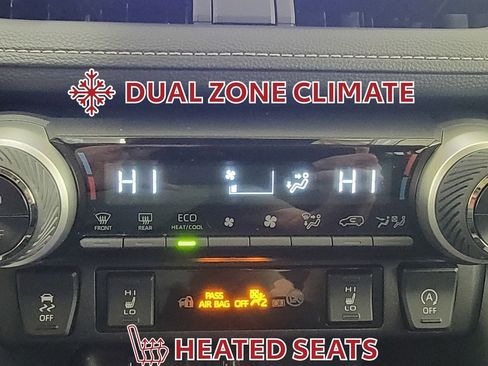 DUAL ZONE CLIMATE
HI HI
FRONT REAR ECO
HEAT/COOL
HI HI
LO PASS
AIR BAG OFF 2 LO
OFF
A
HEATED SEATS